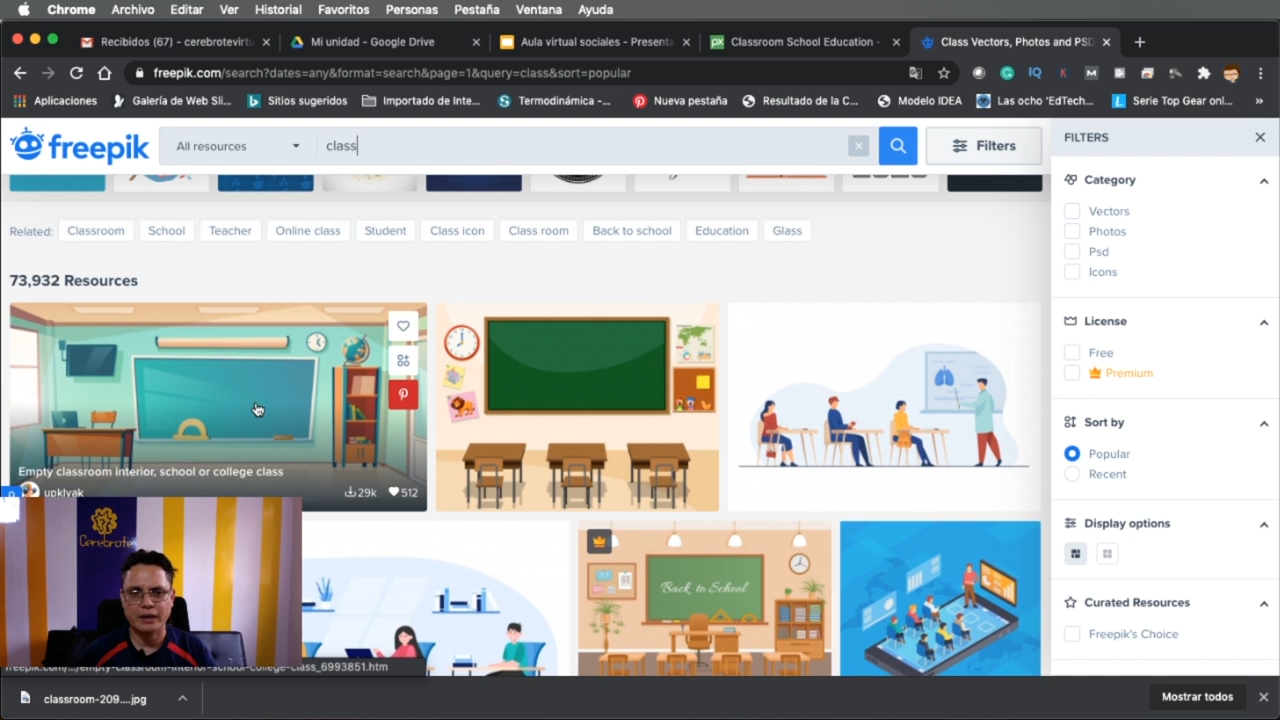 Chrome Archivo Editar Ver Historial Favoritos Personas Pestaña Ventana Ayuda
Recibidos (67) - cerebrotevirtu
Mi unidad - Google Drive
Aula virtual sociales - Presenta
Classroom School Education -
Class Vectors, Photos and PSD
freepik.com/search?dates=any&format=search&page=1&query=class&sort=popular
Aplicaciones
Galería de Web Sli...
Sitios sugeridos
Importado de Inte...
Termodinámica -...
Nueva pestaña
Resultado de la C...
Modelo IDEA
Las ocho 'EdTech...
Serie Top Gear onl...
freepik
All resources
class
Filters
FILTERS
Category
Vectors
Photos
Psd
Icons
License
Free
Premium
Sort by
Popular
Recent
Display options
Curated Resources
Freepik's Choice
Related: Classroom School Teacher Online class Student Class icon Class room Back to school Education Glass
73,932 Resources
Empty classroom interior, school or college class
upklyak
29k 512
Back to School
Cerebrote
freepik.com/.../empty-classroom-interior-school-college-class_6993851.htm
classroom-209....jpg
Mostrar todos